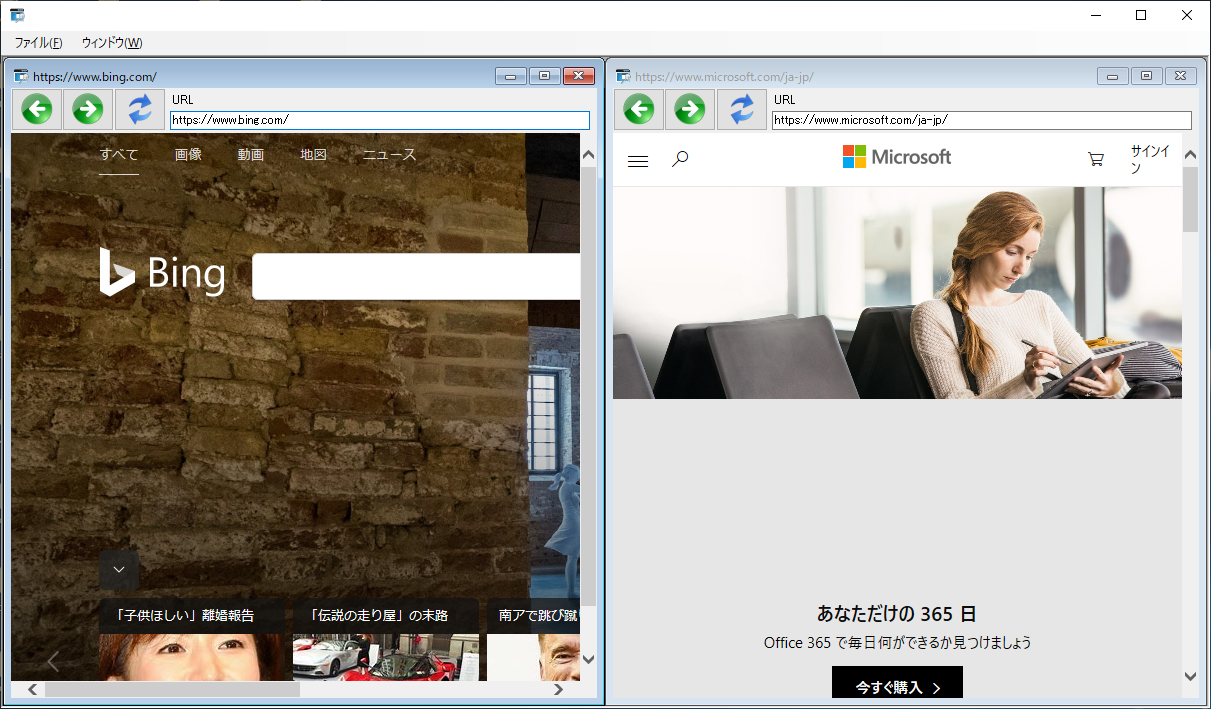 ファイル(F) ウィンドウ(W)
https://www.bing.com/
URL
https://www.bing.com/
すべて 画像 動画 地図 ニュース
Bing
「子供ほしい」離婚報告 「伝説の走り屋」の末路 南アで跳び蹴り
https://www.microsoft.com/ja-jp/
URL
https://www.microsoft.com/ja-jp/
Microsoft
サインイ
ン
あなただけの 365 日
Office 365 で毎日何ができるか見つけましょう
今すぐ購入